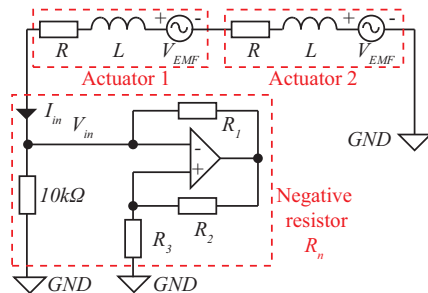 + - + -
R L V_EMF R L V_EMF
Actuator 1 Actuator 2
I_in V_in R_1 GND
-
+
10kΩ R_2 Negative
resistor
R_3 R_n
GND GND